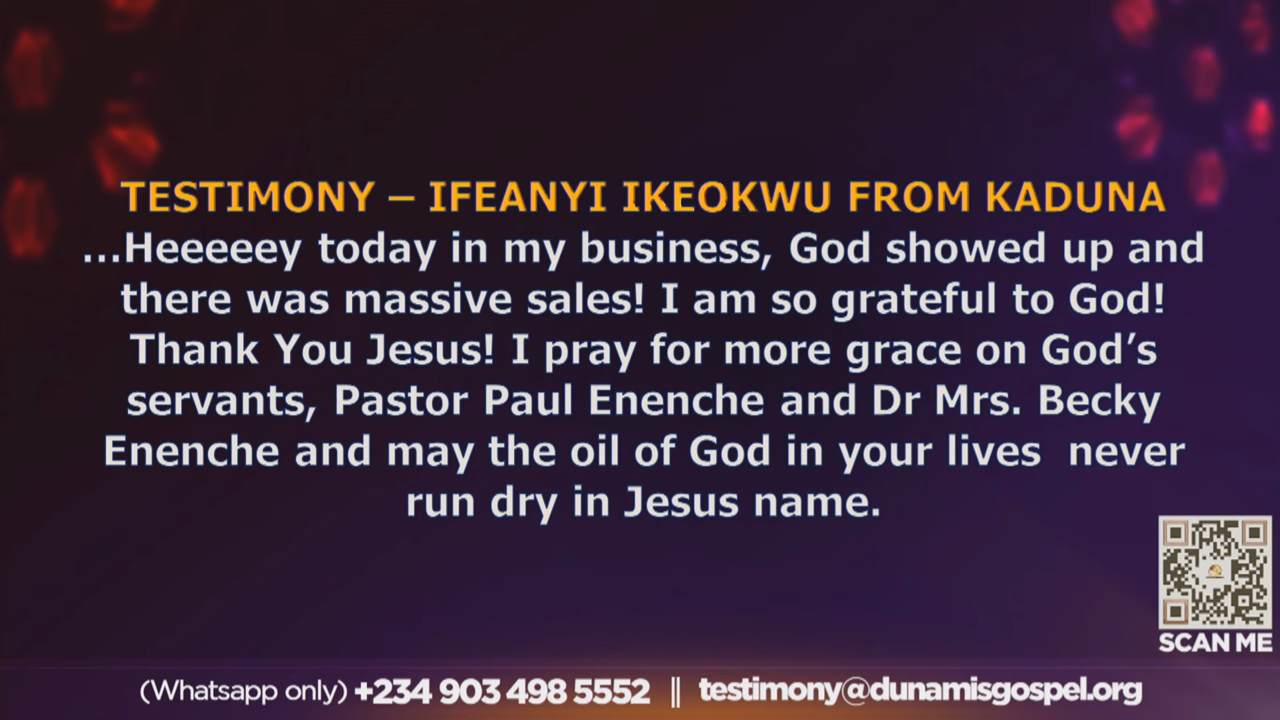 TESTIMONY – IFEANYI IKEOKWU FROM KADUNA
...Heeeeey today in my business, God showed up and
there was massive sales! I am so grateful to God!
Thank You Jesus! I pray for more grace on God’s
servants, Pastor Paul Enenche and Dr Mrs. Becky
Enenche and may the oil of God in your lives  never
run dry in Jesus name.
SCAN ME
(Whatsapp only) +234 903 498 5552 || testimony@dunamisgospel.org